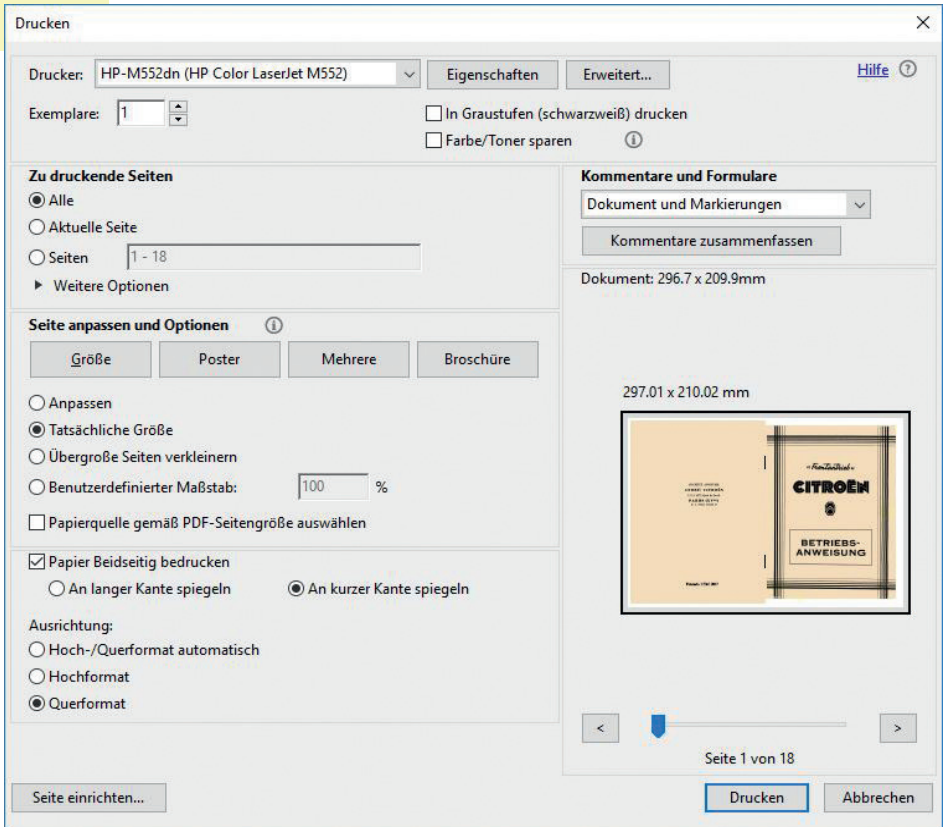 Drucken
Drucker: HP-M552dn (HP Color LaserJet M552) Eigenschaften Erweitert... Hilfe
Exemplare: 1
In Graustufen (schwarzweiß) drucken
Farbe/Toner sparen
Zu druckende Seiten
Alle
Aktuelle Seite
Seiten 1 - 18
Weitere Optionen
Seite anpassen und Optionen
Größe Poster Mehrere Broschüre
Anpassen
Tatsächliche Größe
Übergroße Seiten verkleinern
Benutzerdefinierter Maßstab: 100 %
Papierquelle gemäß PDF-Seitengröße auswählen
Papier Beidseitig bedrucken
An langer Kante spiegeln An kurzer Kante spiegeln
Ausrichtung:
Hoch-/Querformat automatisch
Hochformat
Querformat
Kommentare und Formulare
Dokument und Markierungen
Kommentare zusammenfassen
Dokument: 296.7 x 209.9mm
297.01 x 210.02 mm
CITROËN
BETRIEBS-
ANWEISUNG
< >
Seite 1 von 18
Seite einrichten... Drucken Abbrechen